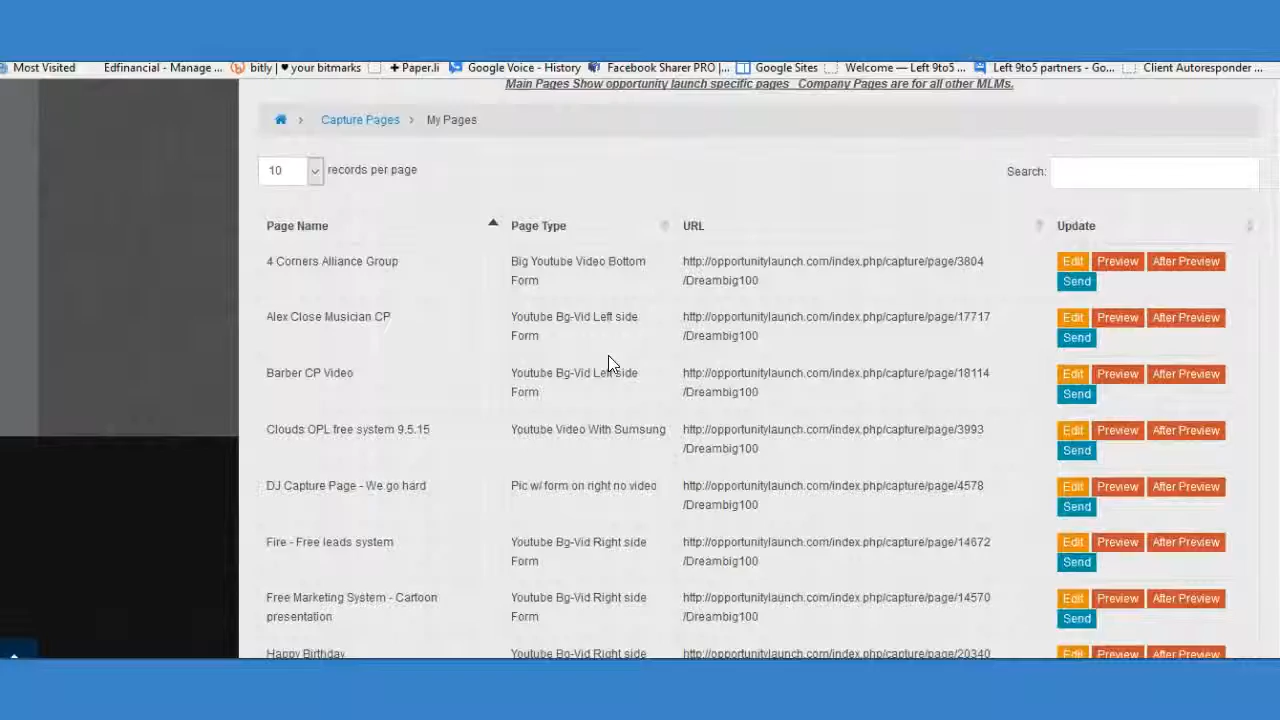 Most Visited Edfinancial - Manage ... bitly | ♥ your bitmarks + Paper.li Google Voice - History Facebook Sharer PRO |... Google Sites Welcome — Left 9to5 ... Left 9to5 partners - Go... Client Autoresponder ...
Main Pages Show opportunity launch specific pages Company Pages are for all other MLMs.
Capture Pages > My Pages
10 records per page Search:
Page Name Page Type URL Update
4 Corners Alliance Group Big Youtube Video Bottom http://opportunitylaunch.com/index.php/capture/page/3804 Edit Preview After Preview
Form /Dreambig100 Send
Alex Close Musician CP Youtube Bg-Vid Left side http://opportunitylaunch.com/index.php/capture/page/17717 Edit Preview After Preview
Form /Dreambig100 Send
Barber CP Video Youtube Bg-Vid Left side http://opportunitylaunch.com/index.php/capture/page/18114 Edit Preview After Preview
Form /Dreambig100 Send
Clouds OPL free system 9.5.15 Youtube Video With Sumsung http://opportunitylaunch.com/index.php/capture/page/3993 Edit Preview After Preview
/Dreambig100 Send
DJ Capture Page - We go hard Pic w/ form on right no video http://opportunitylaunch.com/index.php/capture/page/4578 Edit Preview After Preview
/Dreambig100 Send
Fire - Free leads system Youtube Bg-Vid Right side http://opportunitylaunch.com/index.php/capture/page/14672 Edit Preview After Preview
Form /Dreambig100 Send
Free Marketing System - Cartoon Youtube Bg-Vid Right side http://opportunitylaunch.com/index.php/capture/page/14570 Edit Preview After Preview
presentation Form /Dreambig100 Send
Happy Birthday Youtube Bg-Vid Right side http://opportunitylaunch.com/index.php/capture/page/20340 Edit Preview After Preview